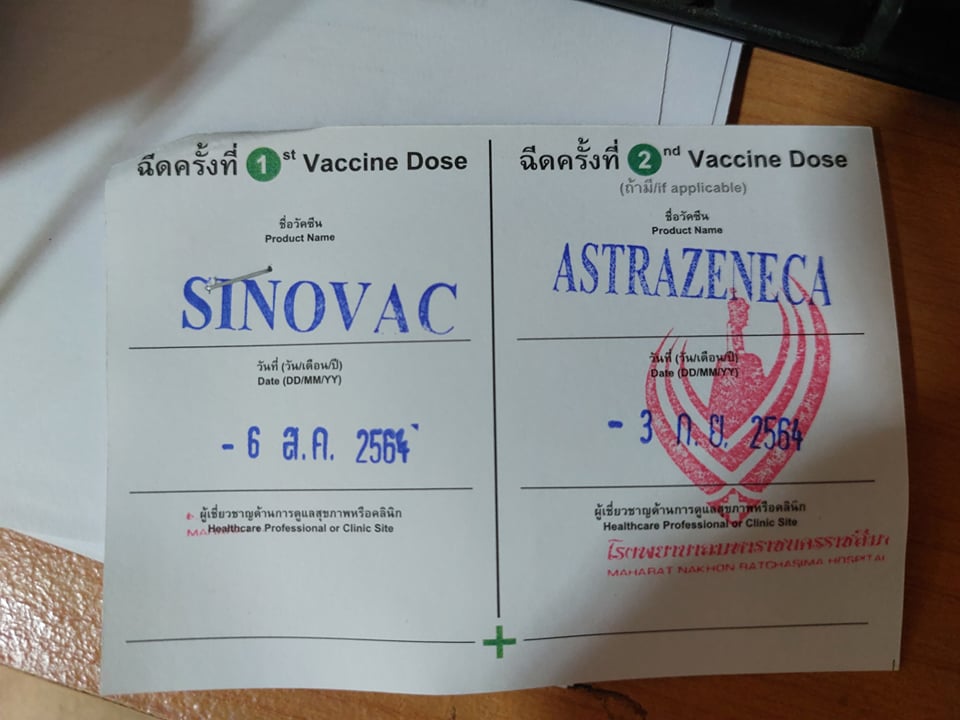 ฉีดครั้งที่ 1 st Vaccine Dose
ชื่อวัคซีน
Product Name
SINOVAC
วันที่ (วัน/เดือน/ปี)
Date (DD/MM/YY)
- 6 ส.ค. 2564
ผู้เชี่ยวชาญด้านการดูแลสุขภาพหรือคลินิก
Healthcare Professional or Clinic Site
ฉีดครั้งที่ 2 nd Vaccine Dose
(ถ้ามี/if applicable)
ชื่อวัคซีน
Product Name
ASTRAZENECA
วันที่ (วัน/เดือน/ปี)
Date (DD/MM/YY)
- 3 ก.ย. 2564
ผู้เชี่ยวชาญด้านการดูแลสุขภาพหรือคลินิก
Healthcare Professional or Clinic Site
โรงพยาบาลมหาราชนครราชสีมา
MAHARAT NAKHON RATCHASIMA HOSPITAL